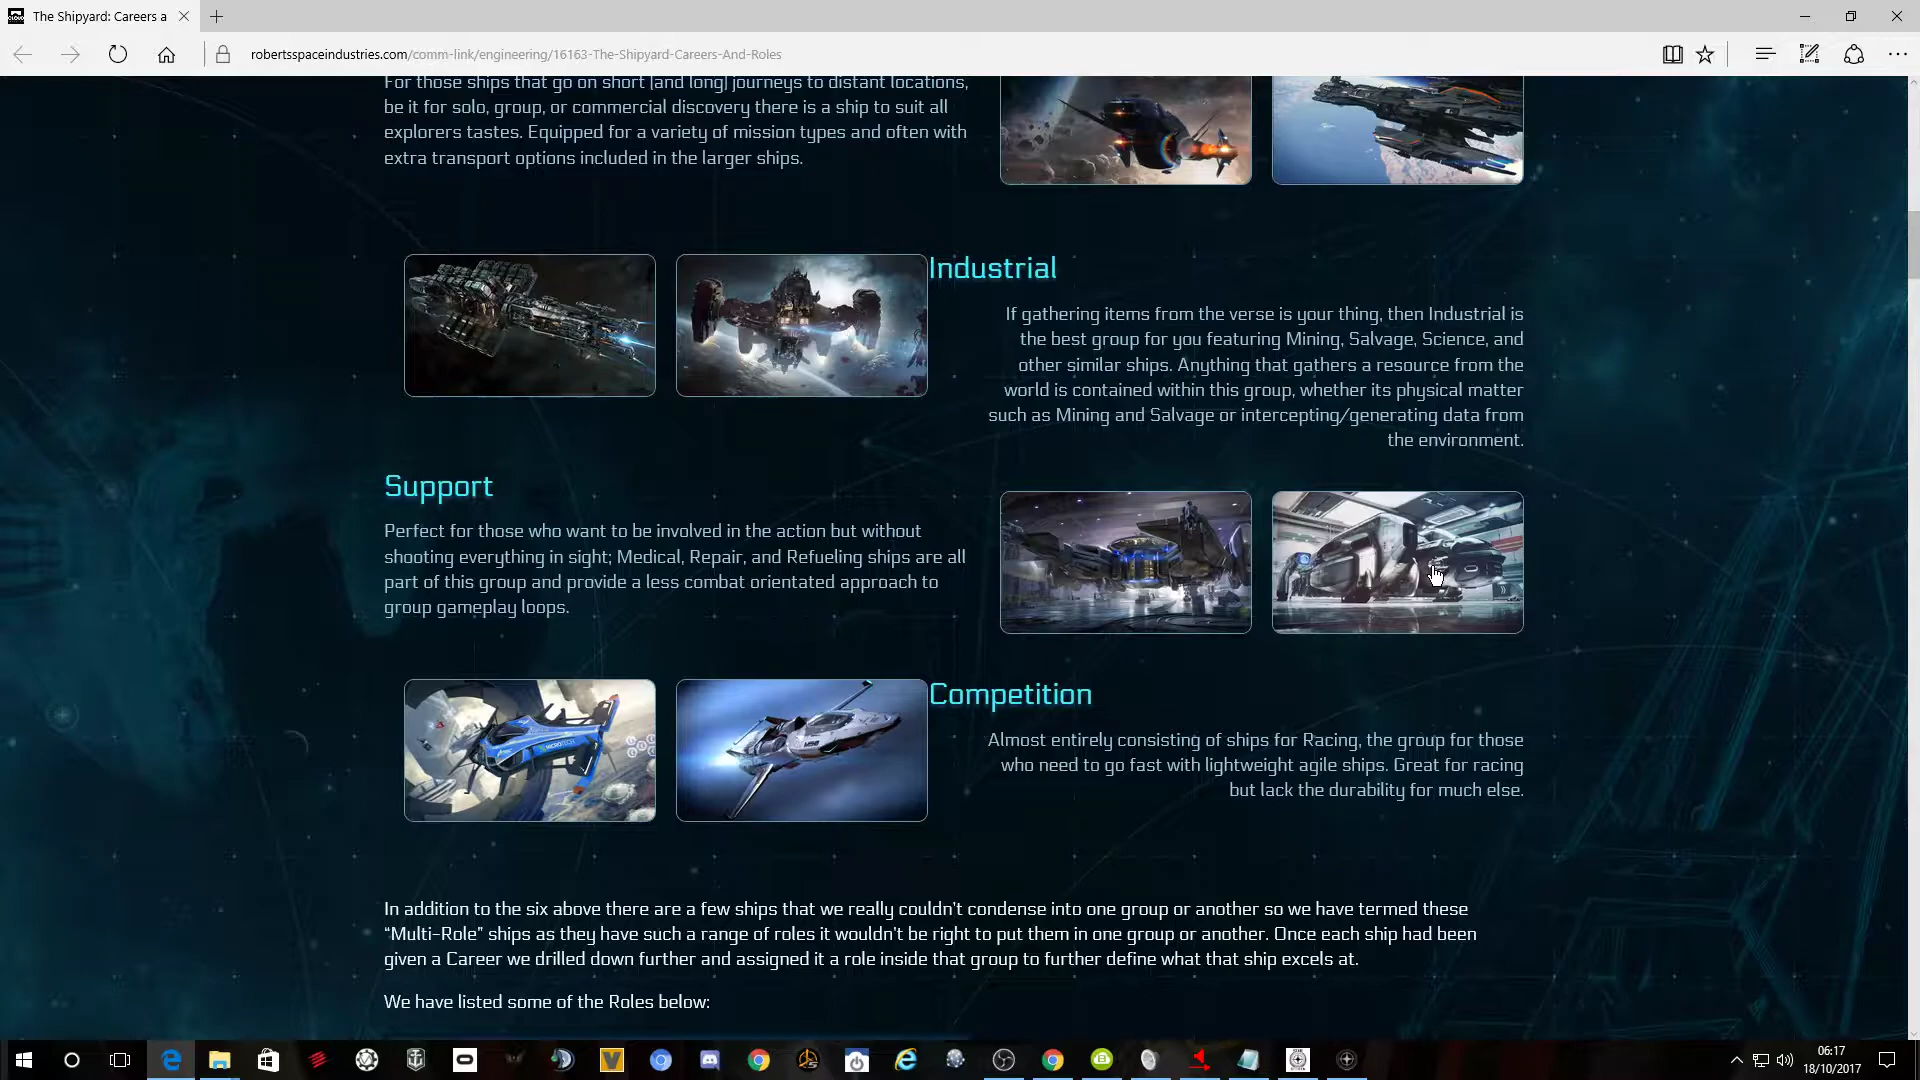 The Shipyard: Careers a
robertsspaceindustries.com/comm-link/engineering/16163-The-Shipyard-Careers-And-Roles
For those ships that go on short (and long) journeys to distant locations,
be it for solo, group, or commercial discovery there is a ship to suit all
explorers tastes. Equipped for a variety of mission types and often with
extra transport options included in the larger ships.
Industrial
If gathering items from the verse is your thing, then Industrial is
the best group for you featuring Mining, Salvage, Science, and
other similar ships. Anything that gathers a resource from the
world is contained within this group, whether its physical matter
such as Mining and Salvage or intercepting/generating data from
the environment.
Support
Perfect for those who want to be involved in the action but without
shooting everything in sight; Medical, Repair, and Refueling ships are all
part of this group and provide a less combat orientated approach to
group gameplay loops.
Competition
Almost entirely consisting of ships for Racing, the group for those
who need to go fast with lightweight agile ships. Great for racing
but lack the durability for much else.
In addition to the six above there are a few ships that we really couldn't condense into one group or another so we have termed these
“Multi-Role” ships as they have such a range of roles it wouldn't be right to put them in one group or another. Once each ship had been
given a Career we drilled down further and assigned it a role inside that group to further define what that ship excels at.
We have listed some of the Roles below:
06:17
18/10/2017